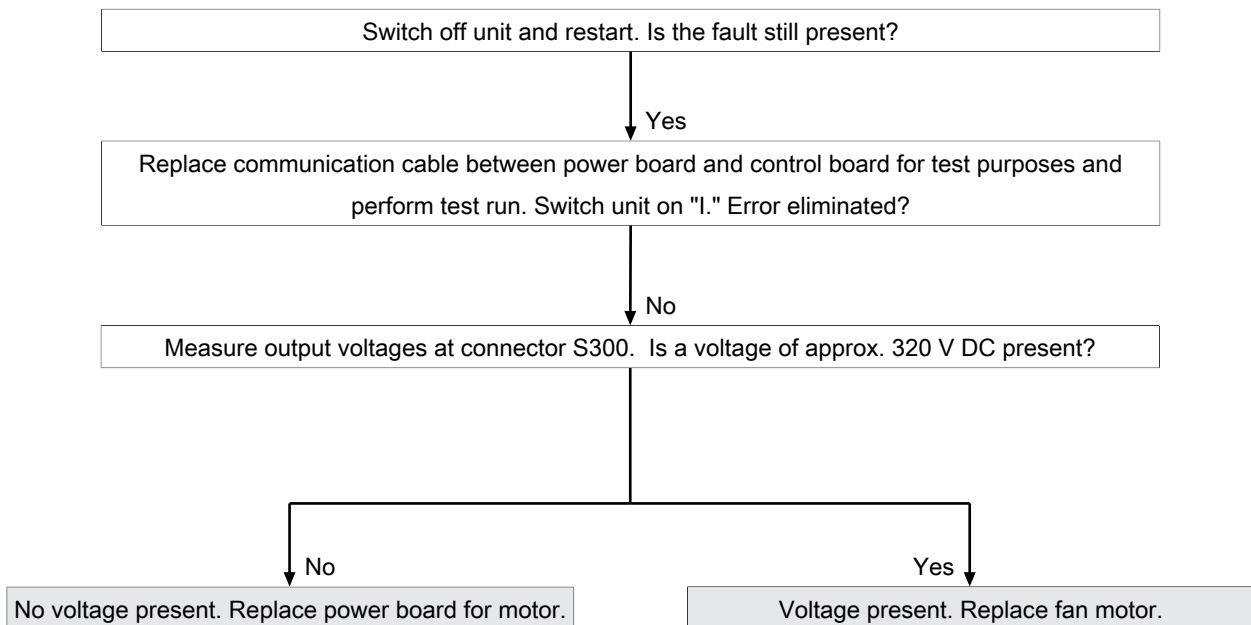 Switch off unit and restart. Is the fault still present?
Yes
Replace communication cable between power board and control board for test purposes and
perform test run. Switch unit on "I." Error eliminated?
No
Measure output voltages at connector S300.  Is a voltage of approx. 320 V DC present?
No
Yes
No voltage present. Replace power board for motor.
Voltage present. Replace fan motor.